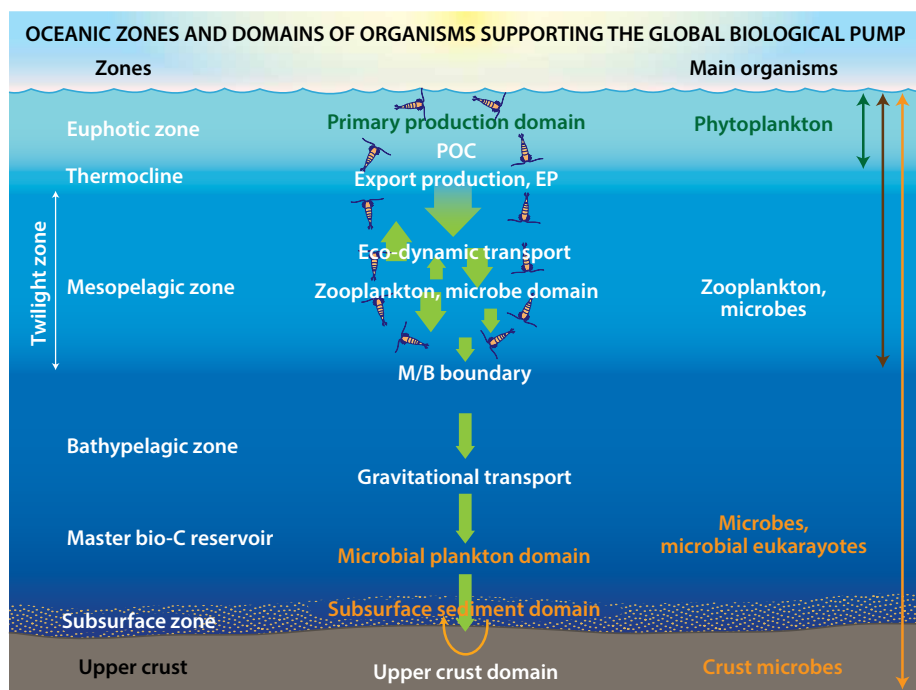 OCEANIC ZONES AND DOMAINS OF ORGANISMS SUPPORTING THE GLOBAL BIOLOGICAL PUMP
Zones
Main organisms
Euphotic zone
Primary production domain
Phytoplankton
POC
Thermocline
Export production, EP
Twilight zone
Eco-dynamic transport
Mesopelagic zone
Zooplankton, microbe domain
Zooplankton,
microbes
M/B boundary
Bathypelagic zone
Gravitational transport
Master bio-C reservoir
Microbial plankton domain
Microbes,
microbial eukarayotes
Subsurface zone
Subsurface sediment domain
Upper crust
Upper crust domain
Crust microbes